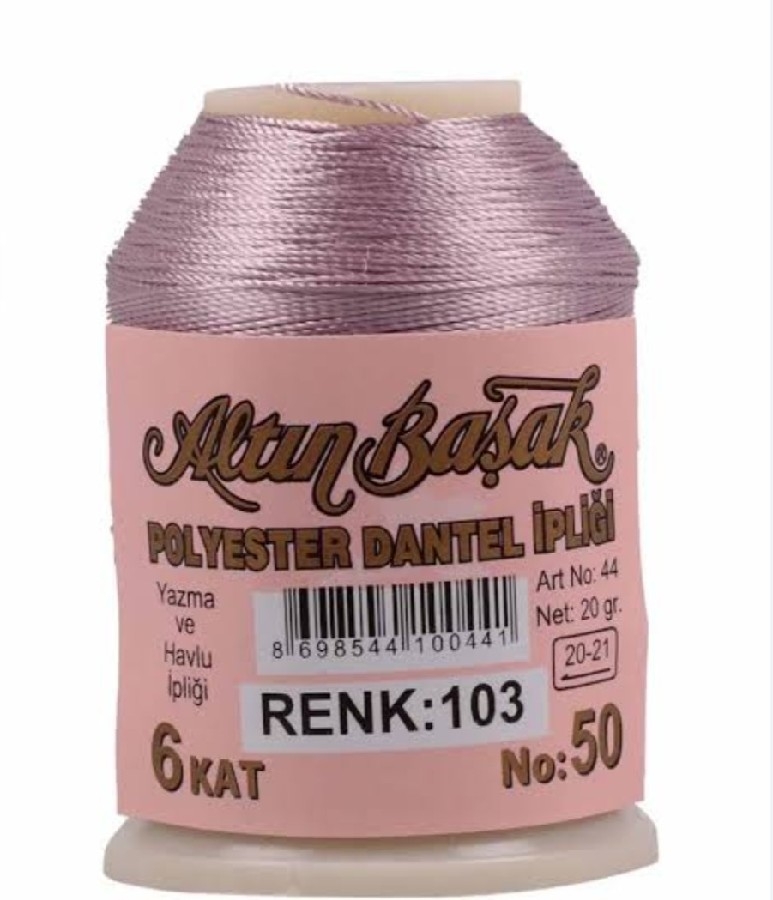 Altın Başak®
POLYESTER DANTEL İPLİĞİ
Yazma
ve
Havlu
İpliği
8 698544 100441
Art No: 44
Net: 20 gr.
20-21
RENK:103
6 KAT
No: 50